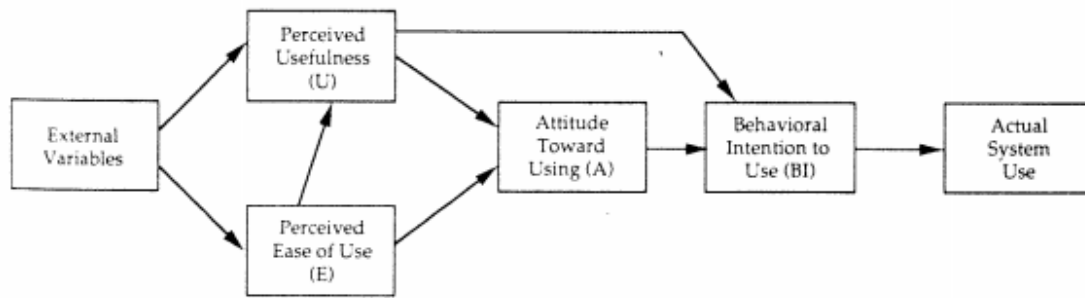 External
Variables
Perceived
Usefulness
(U)
Perceived
Ease of Use
(E)
Attitude
Toward
Using (A)
Behavioral
Intention to
Use (BI)
Actual
System
Use